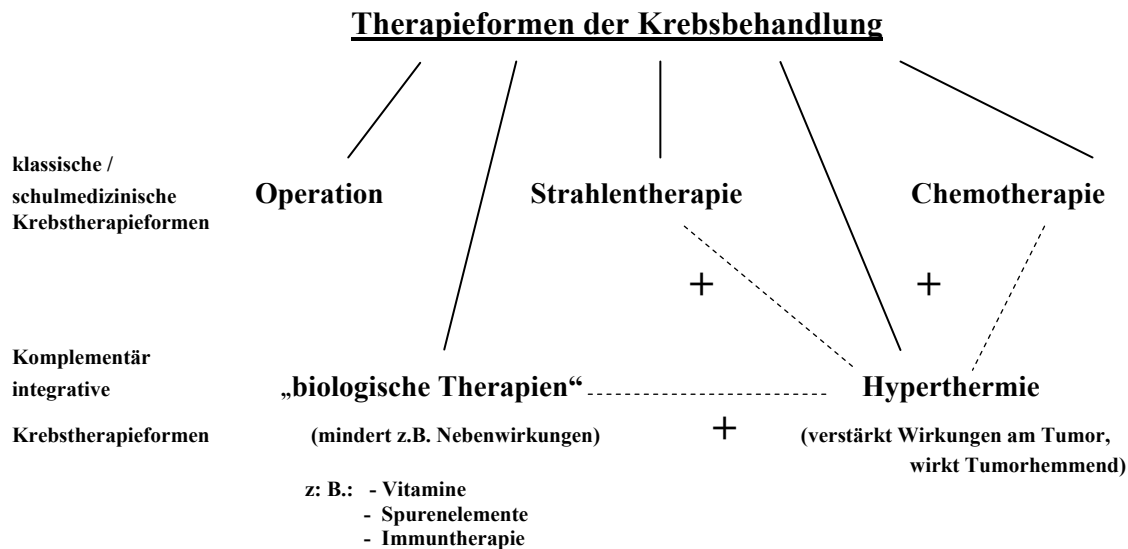 Therapieformen der Krebsbehandlung
klassische /
schulmedizinische
Krebstherapieformen
Operation
Strahlentherapie
Chemotherapie
+
+
Komplementär
integrative
Krebstherapieformen
„biologische Therapien“
Hyperthermie
+
(mindert z.B. Nebenwirkungen)
(verstärkt Wirkungen am Tumor,
wirkt Tumorhemmend)
z: B.: - Vitamine
- Spurenelemente
- Immuntherapie